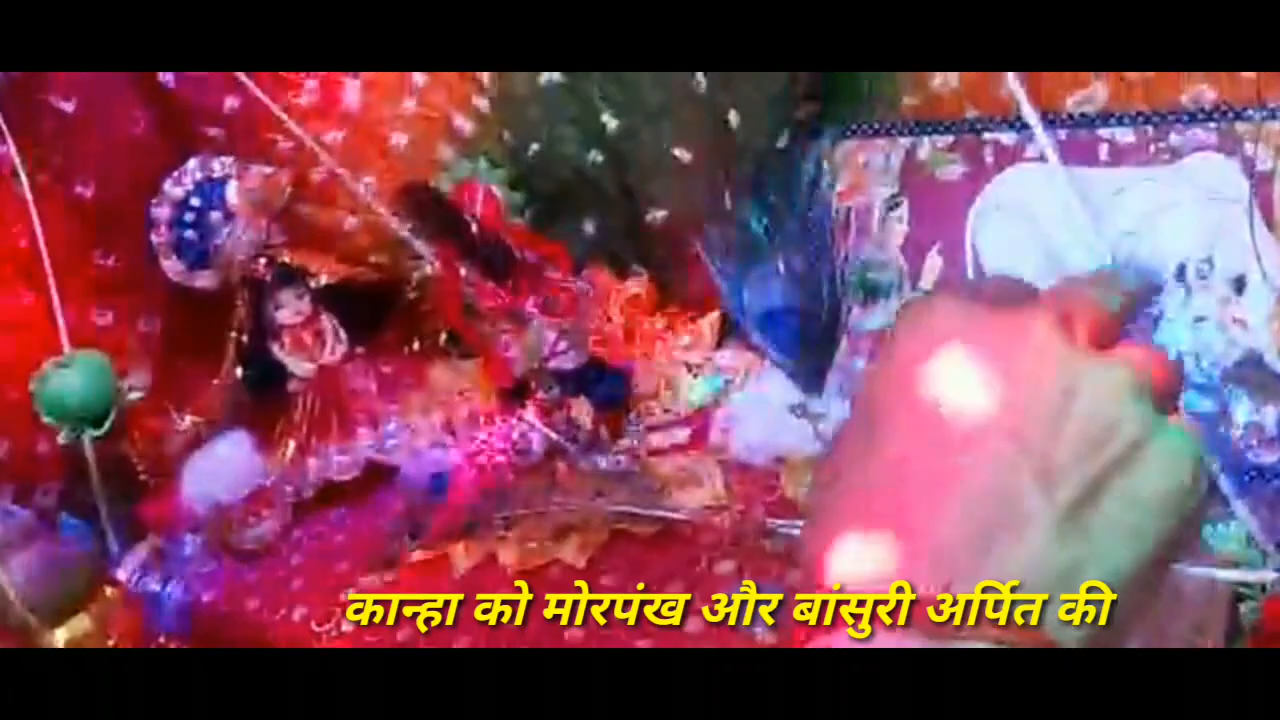 कान्हा को मोरपंख और बांसुरी अर्पित की